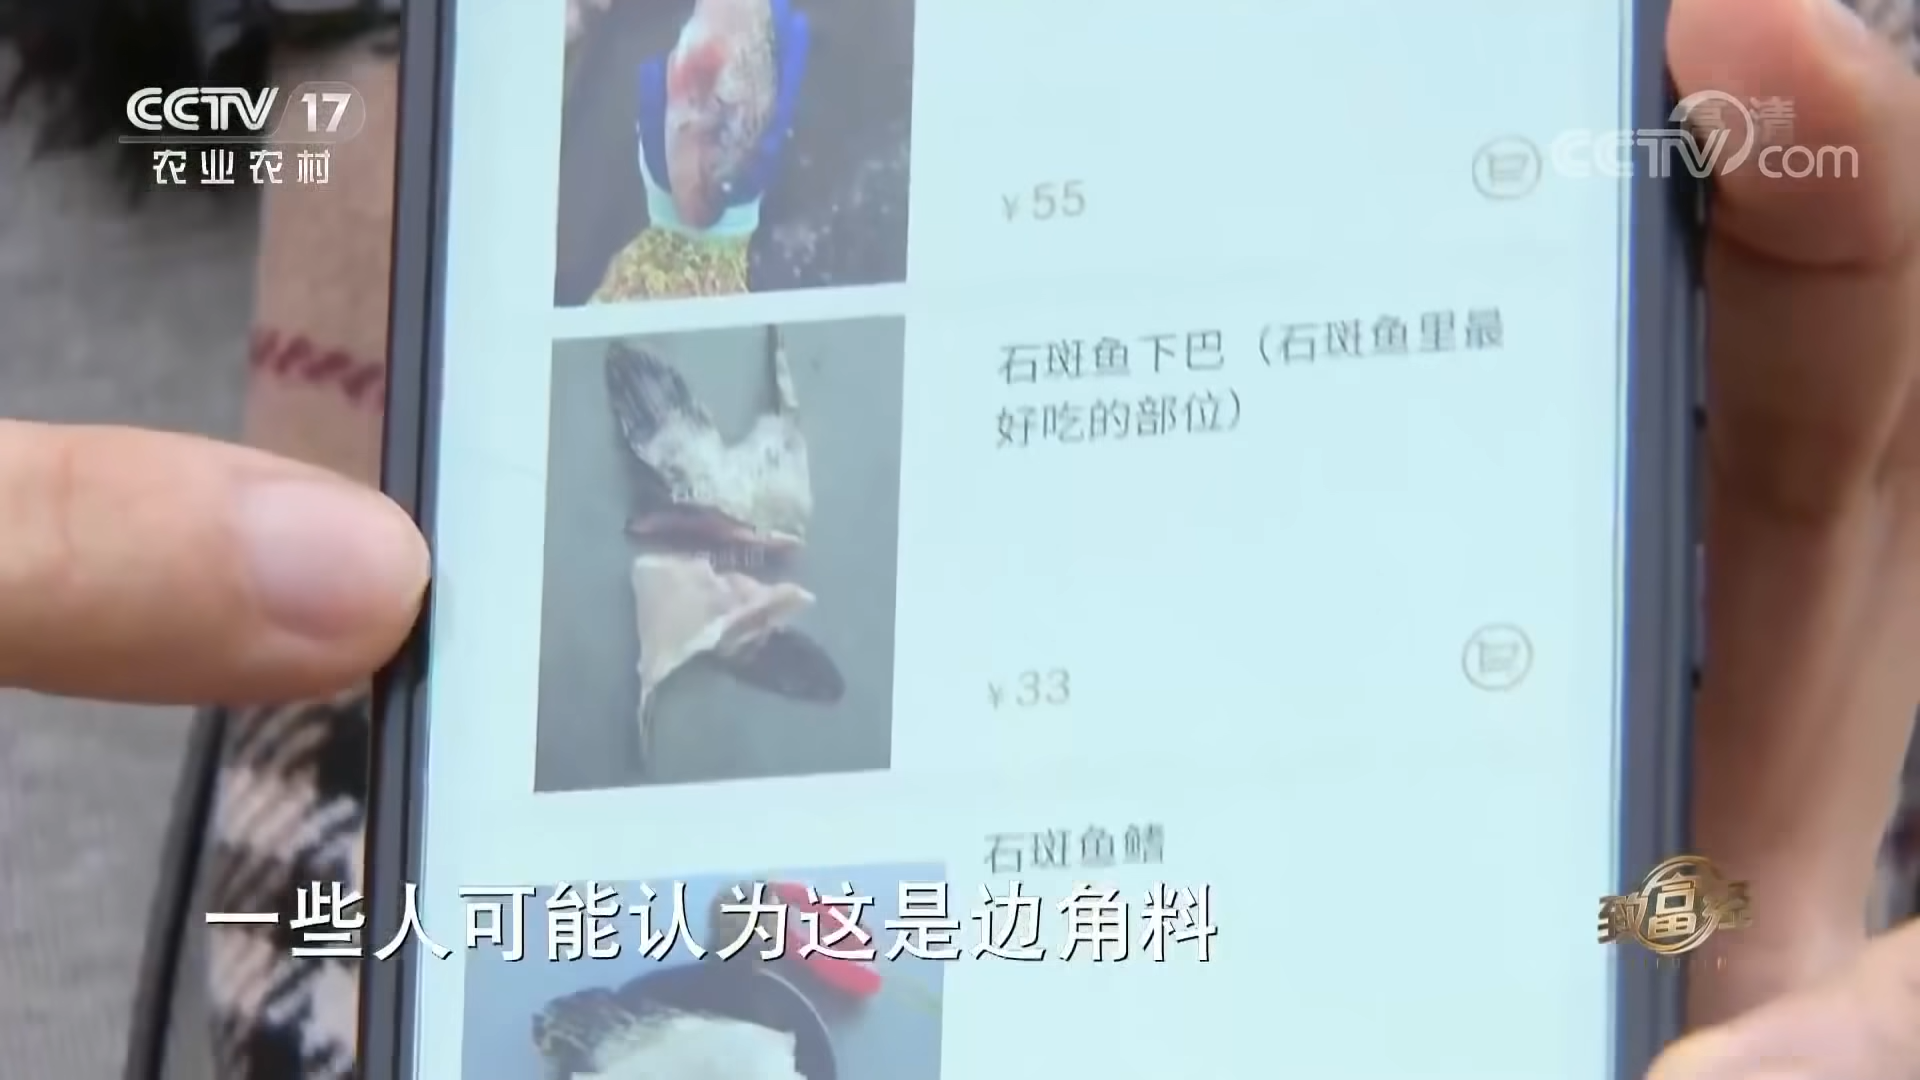 CCTV 17
农业农村
高清
CCTV com
¥55
石斑鱼下巴（石斑鱼里最
好吃的部位）
¥33
石斑鱼鳍
一些人可能认为这是边角料
致富经